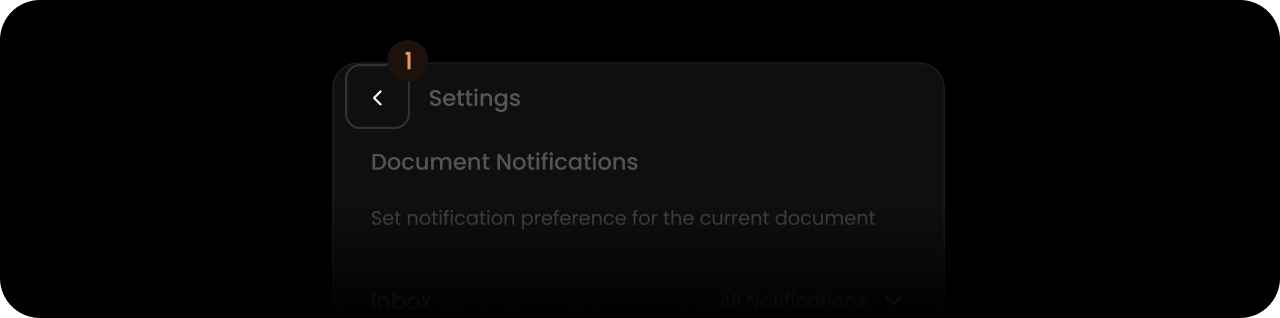 1
Settings
Document Notifications
Set notification preference for the current document
Inbox All Notifications